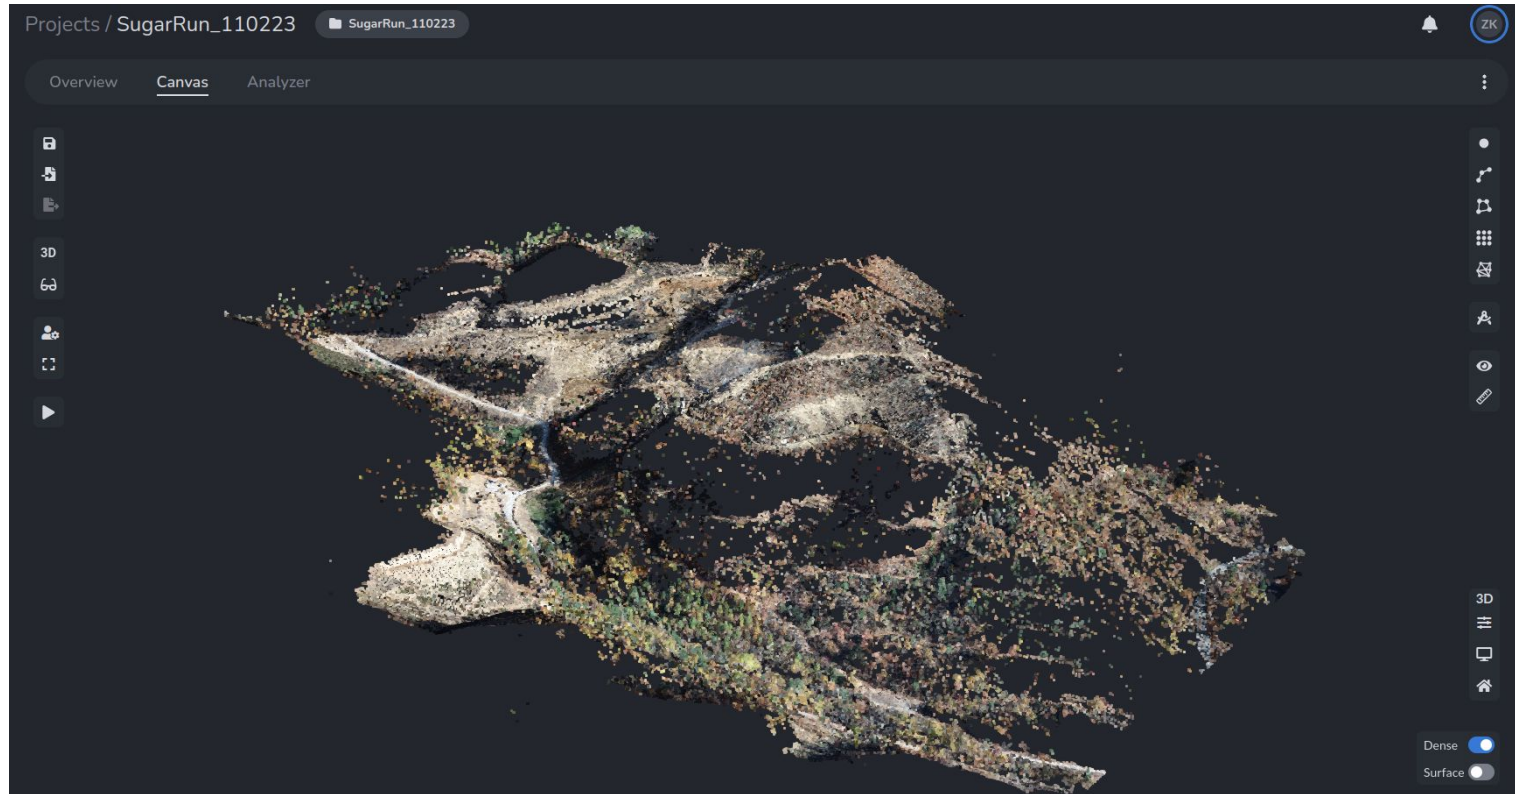 Projects / SugarRun_110223
SugarRun_110223
ZK
Overview
Canvas
Analyzer
3D
3D
Dense
Surface